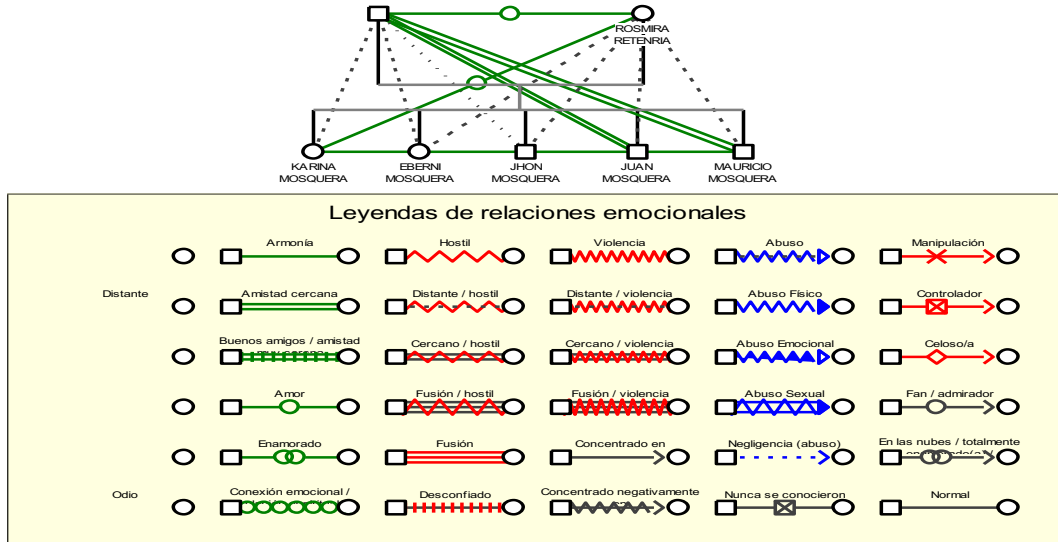 ROSMIRA
RETENRIA
KARINA
MOSQUERA
EBERNI
MOSQUERA
JHON
MOSQUERA
JUAN
MOSQUERA
MAURICIO
MOSQUERA
Leyendas de relaciones emocionales
Armonía
Hostil
Violencia
Abuso
Manipulación
Distante
Amistad cercana
Distante / hostil
Distante / violencia
Abuso Físico
Controlador
Buenos amigos / amistad
Cercano / hostil
Cercano / violencia
Abuso Emocional
Celoso/a
Amor
Fusión / hostil
Fusión / violencia
Abuso Sexual
Fan / admirador
Enamorado
Fusión
Concentrado en
Negligencia (abuso)
En las nubes / totalmente
Odio
Conexión emocional /
Desconfiado
Concentrado negativamente
Nunca se conocieron
Normal